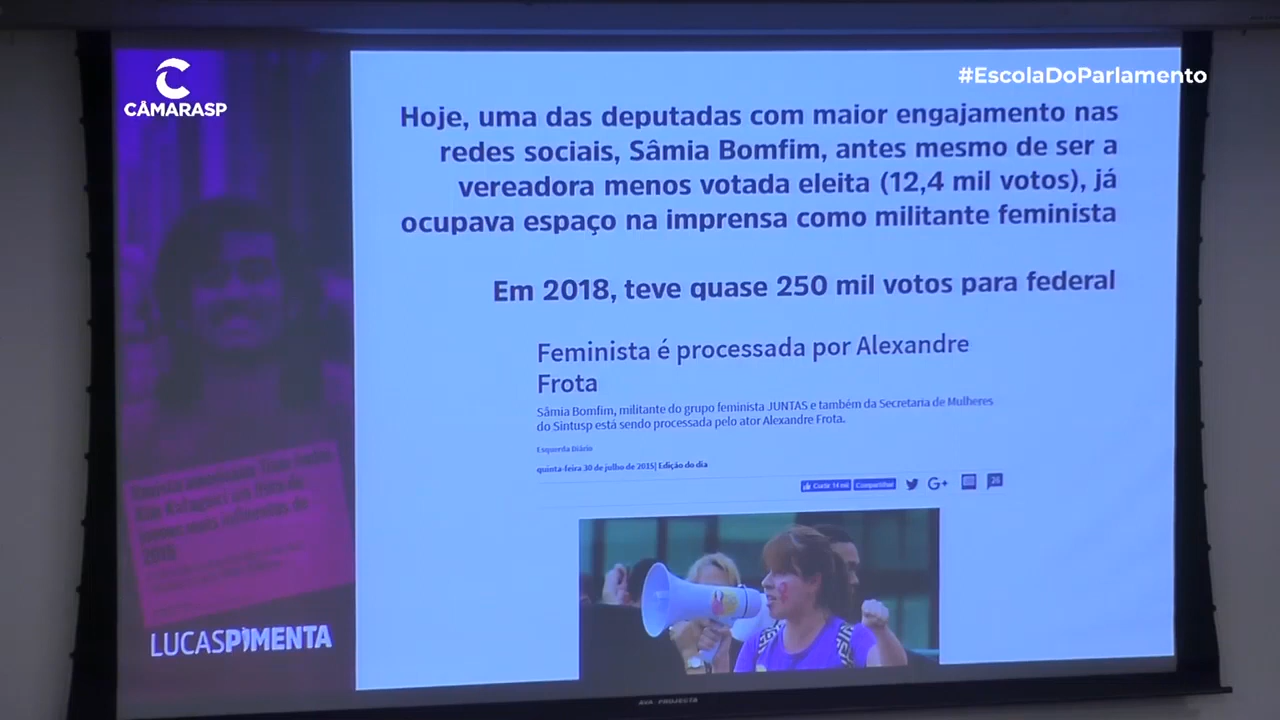 CÂMARASP
#EscolaDoParlamento
Hoje, uma das deputadas com maior engajamento nas
redes sociais, Sâmia Bomfim, antes mesmo de ser a
vereadora menos votada eleita (12,4 mil votos), já
ocupava espaço na imprensa como militante feminista
Em 2018, teve quase 250 mil votos para federal
Feminista é processada por Alexandre
Frota
Sâmia Bomfim, militante do grupo feminista JUNTAS e também da Secretaria de Mulheres
do Sintusp está sendo processada pelo ator Alexandre Frota.
Esquerda Diário
quinta-feira 30 de julho de 2015| Edição do dia
Curtir 14 mil
Compartilhar
G+
2015
LUCASPIMENTA